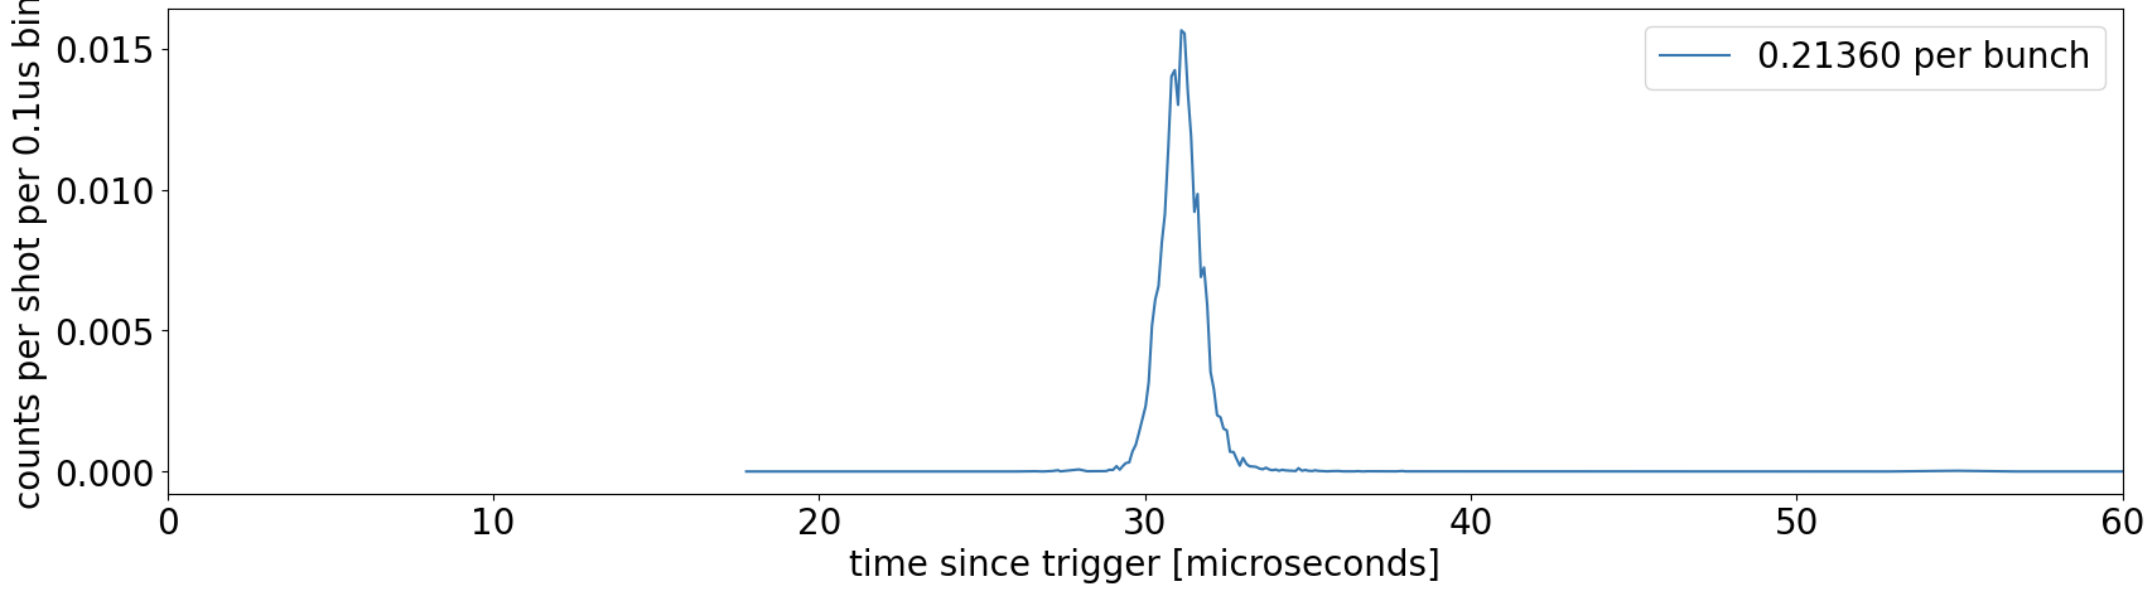 counts per shot per 0.1us bin
0.015
0.010
0.005
0.000
0.21360 per bunch
0 10 20 30 40 50 60
time since trigger [microseconds]